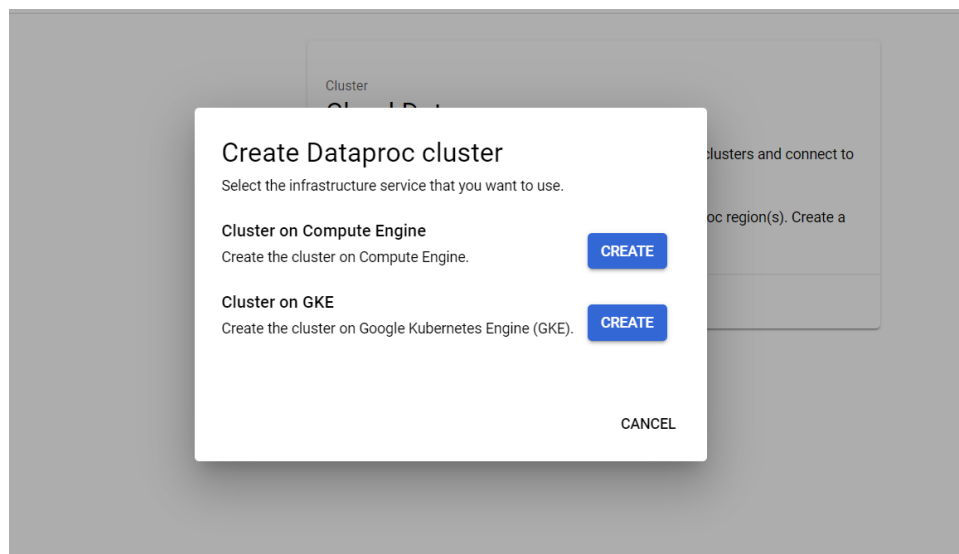 Cluster
Create Dataproc cluster
clusters and connect to
Select the infrastructure service that you want to use.
oc region(s). Create a
Cluster on Compute Engine
Create the cluster on Compute Engine.
CREATE
Cluster on GKE
Create the cluster on Google Kubernetes Engine (GKE).
CREATE
CANCEL